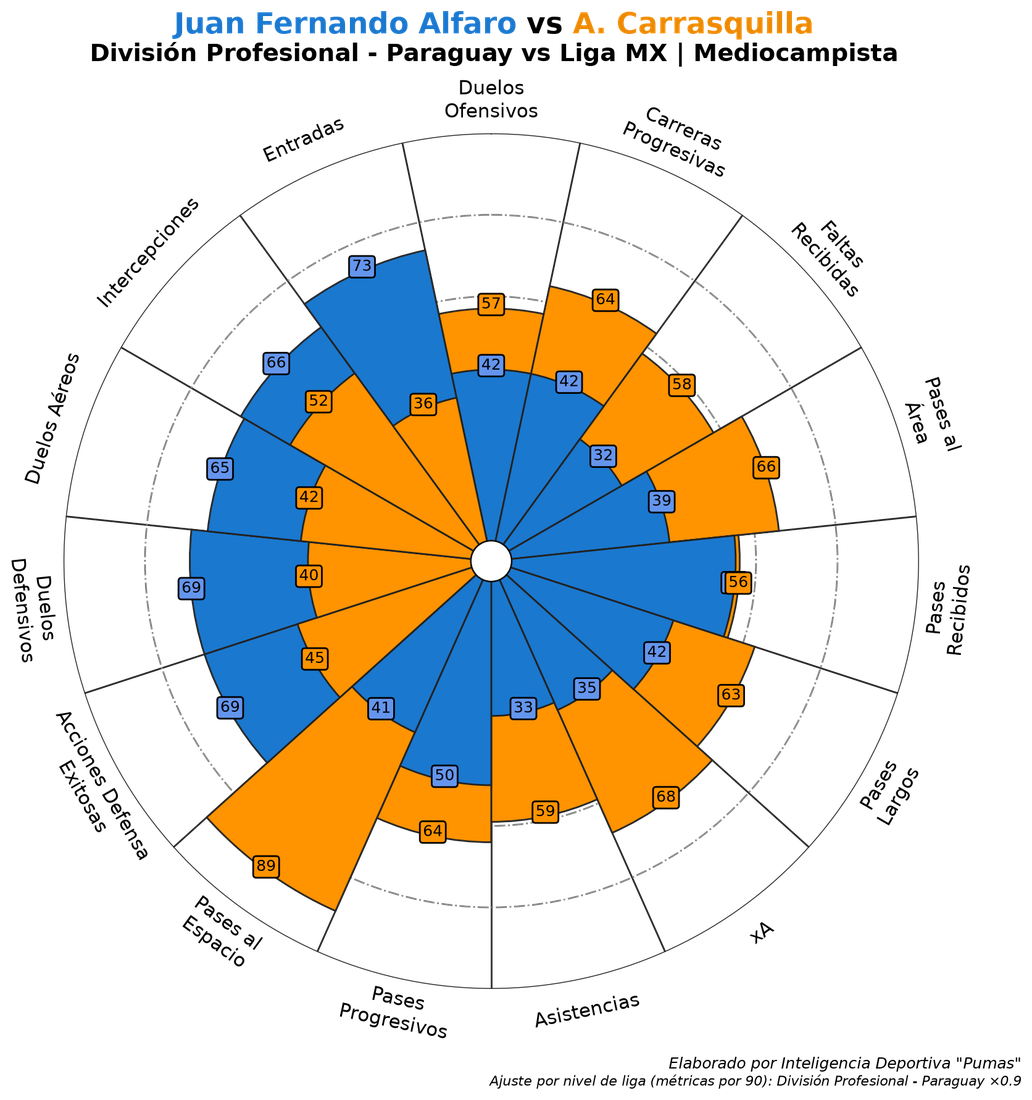 Juan Fernando Alfaro vs A. Carrasquilla
División Profesional - Paraguay vs Liga MX | Mediocampista
Duelos
Ofensivos
Carreras
Progresivas
Faltas
Recibidas
Pases al
Área
Pases
Recibidos
Pases
Largos
xA
Asistencias
Pases
Progresivos
Pases al
Espacio
Acciones Defensa
Exitosas
Duelos
Defensivos
Duelos Aéreos
Intercepciones
Entradas
57
42
64
42
58
32
66
39
56
63
42
68
35
59
33
64
50
89
41
69
45
69
40
65
42
66
52
73
36
Elaborado por Inteligencia Deportiva "Pumas"
Ajuste por nivel de liga (métricas por 90): División Profesional - Paraguay ×0.9